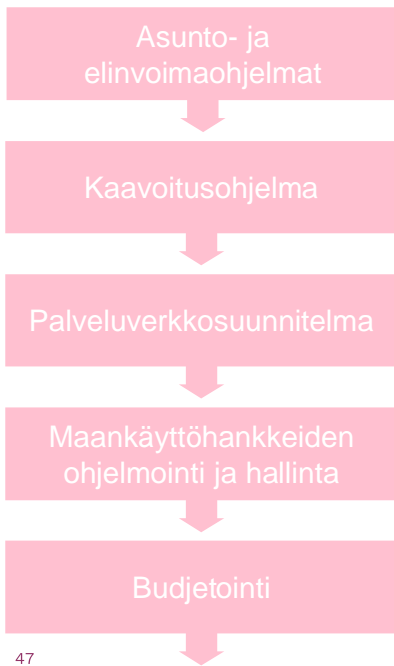 Asunto- ja
elinvoimaohjelmat
Kaavoitusohjelma
Palveluverkkosuunnitelma
Maankäyttöhankkeiden
ohjelmointi ja hallinta
Budjetointi
47